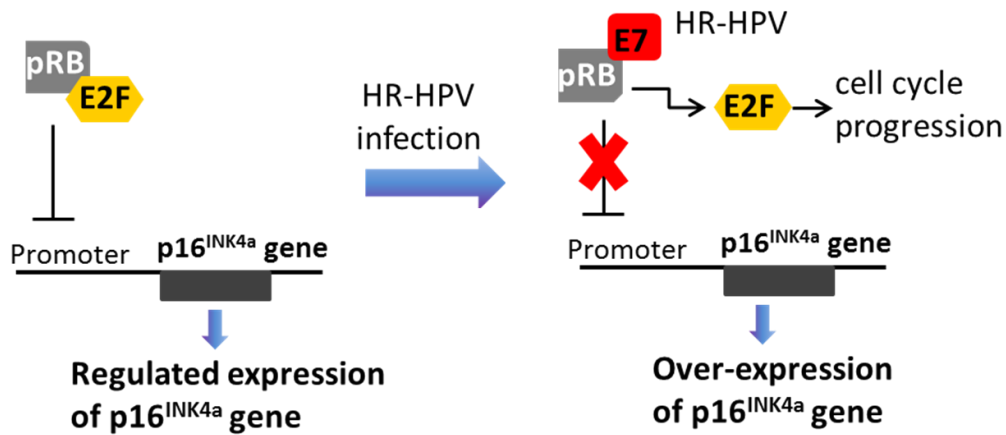 pRB
E2F
Promoter
p16INK4a gene
Regulated expression
of p16INK4a gene
HR-HPV
infection
E7
HR-HPV
pRB
E2F
cell cycle
progression
Promoter
p16INK4a gene
Over-expression
of p16INK4a gene